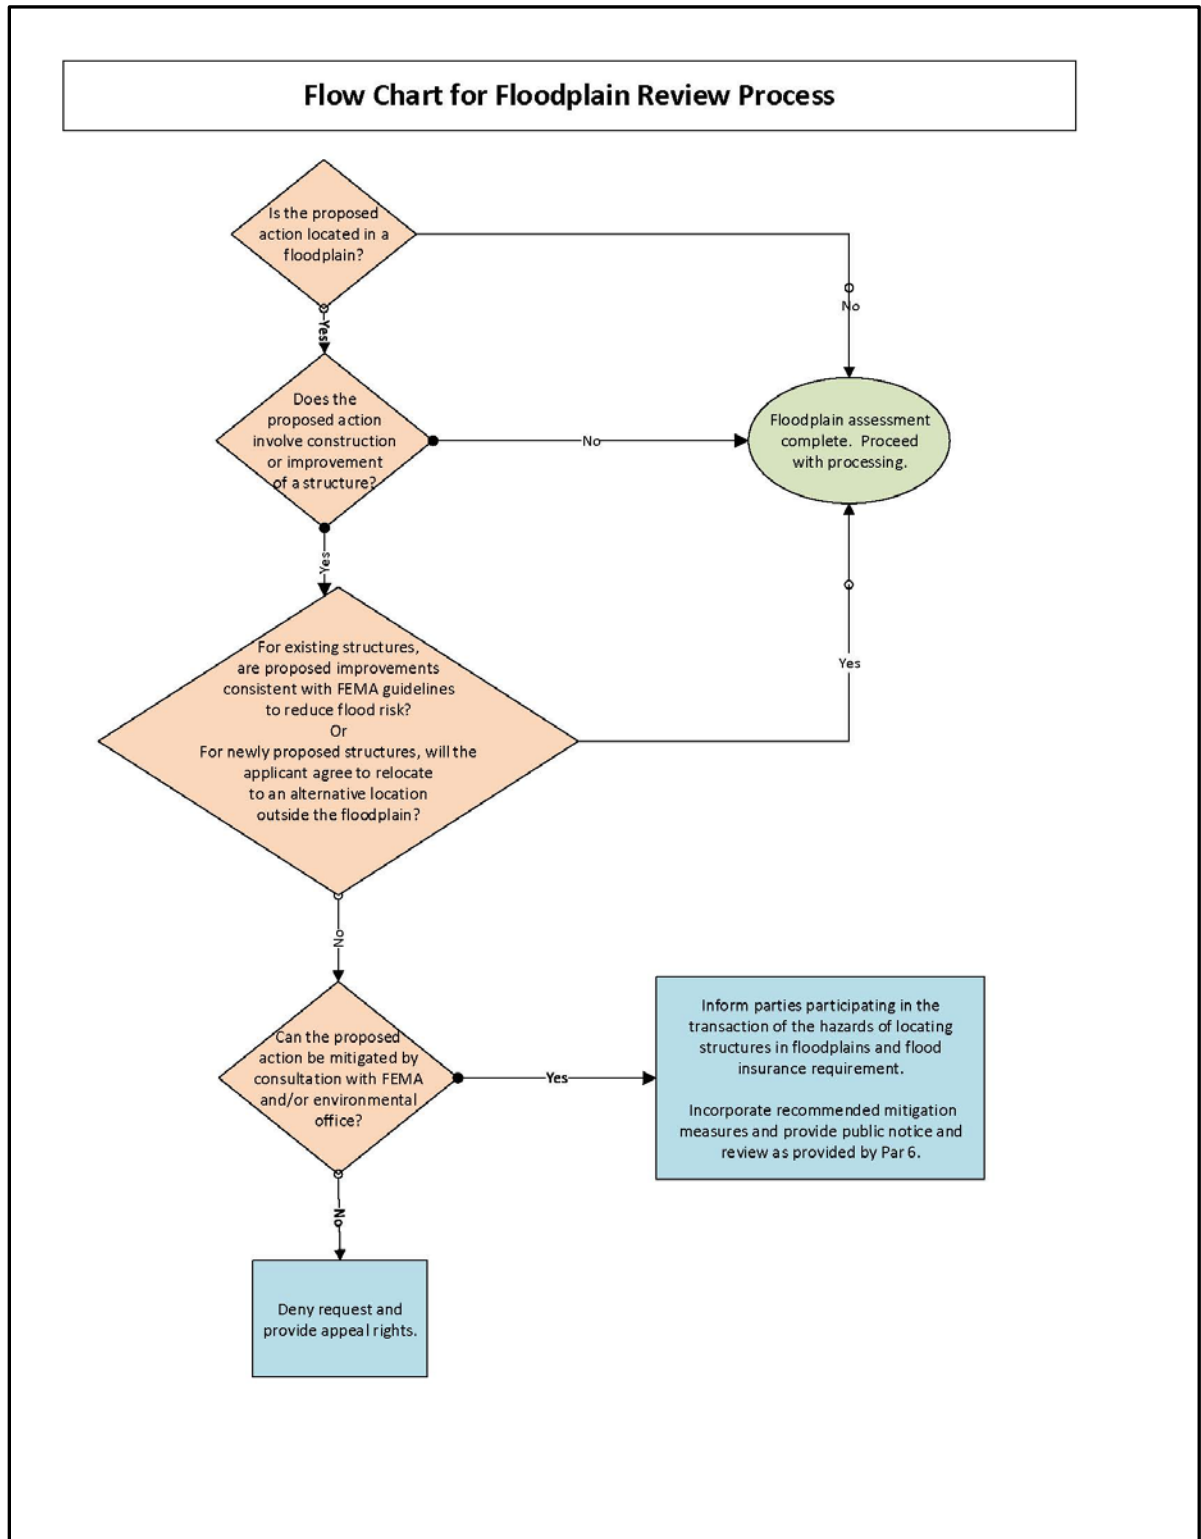 Flow Chart for Floodplain Review Process
Is the proposed
action located in a
floodplain?
No
Yes
Does the
proposed action
involve construction
or improvement
of a structure?
No
Floodplain assessment
complete. Proceed
with processing.
Yes
For existing structures,
are proposed improvements
consistent with FEMA guidelines
to reduce flood risk?
Or
For newly proposed structures, will the
applicant agree to relocate
to an alternative location
outside the floodplain?
Yes
No
Can the proposed
action be mitigated by
consultation with FEMA
and/or environmental
office?
Yes
Inform parties participating in the
transaction of the hazards of locating
structures in floodplains and flood
insurance requirement.
Incorporate recommended mitigation
measures and provide public notice and
review as provided by Par 6.
No
Deny request and
provide appeal rights.